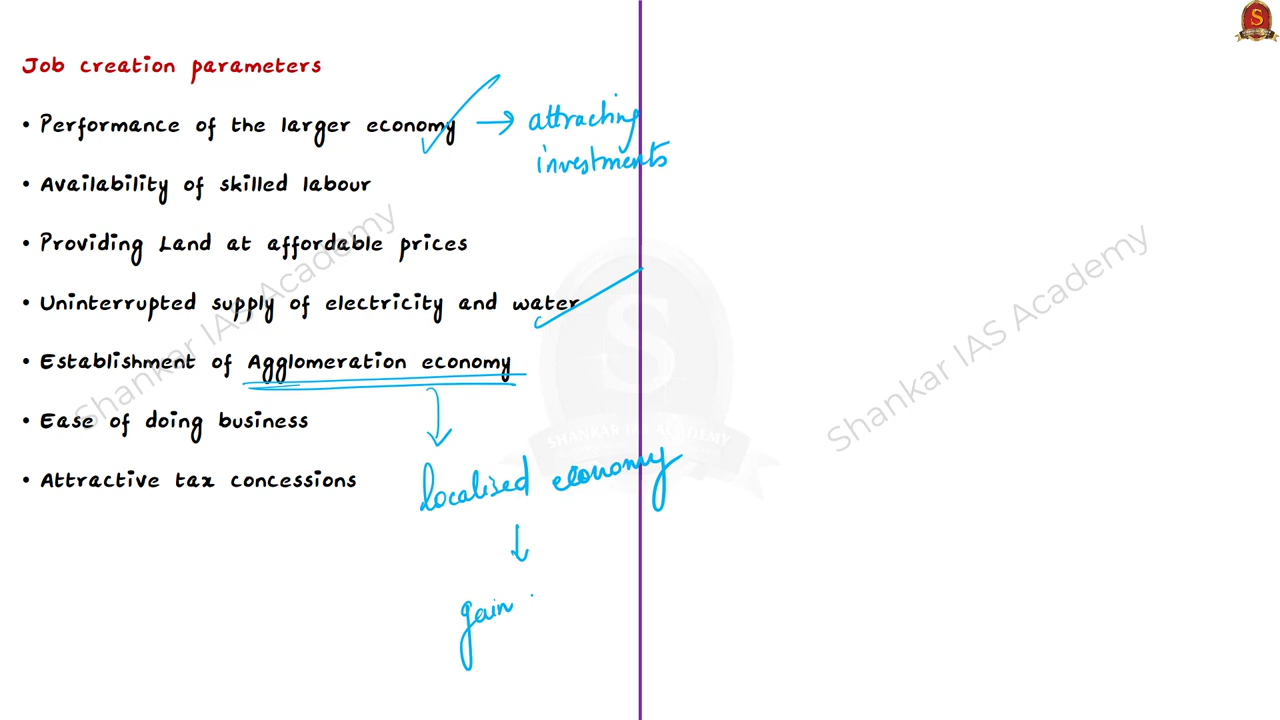 Job creation parameters
• Performance of the larger economy → attracting
investments
• Availability of skilled labour
• Providing Land at affordable prices
• Uninterrupted supply of electricity and water
• Establishment of Agglomeration economy
• Ease of doing business
localised economy
• Attractive tax concessions
↓
gain
Shankar IAS Academy
Shankar IAS Academy
S
SHANKAR IAS ACADEMY
S